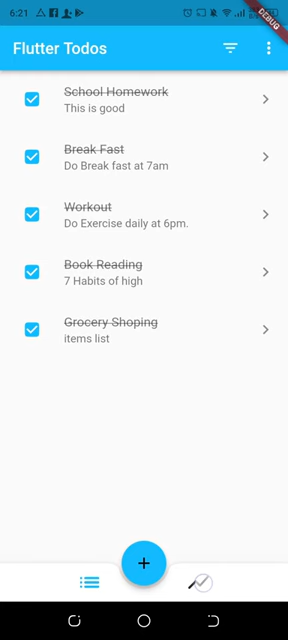 6:21
DEBUG
Flutter Todos
School Homework
This is good
Break Fast
Do Break fast at 7am
Workout
Do Exercise daily at 6pm.
Book Reading
7 Habits of high
Grocery Shoping
items list